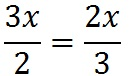 3x/2 = 2x/3